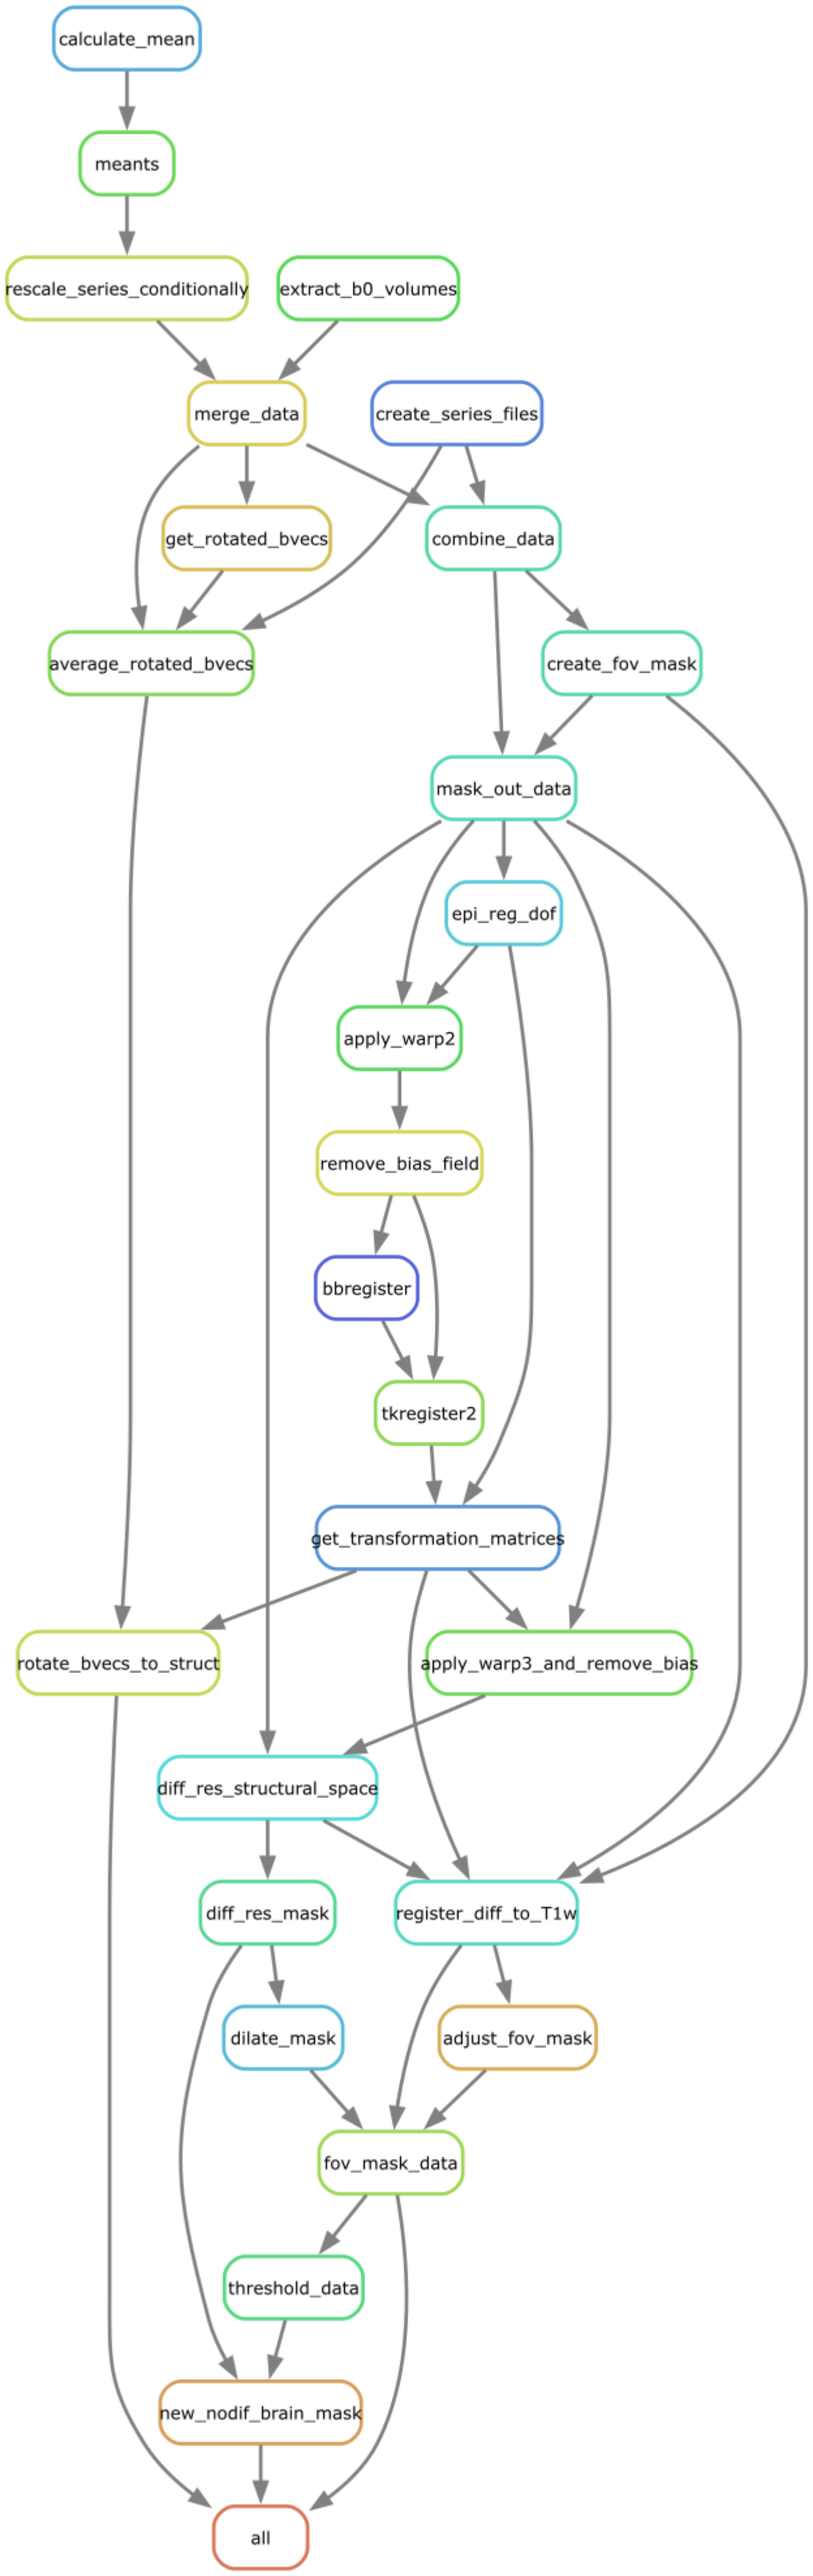 calculate_mean
meants
rescale_series_conditionally
extract_b0_volumes
merge_data
create_series_files
get_rotated_bvecs
combine_data
average_rotated_bvecs
create_fov_mask
mask_out_data
epi_reg_dof
apply_warp2
remove_bias_field
bbregister
tkregister2
get_transformation_matrices
rotate_bvecs_to_struct
apply_warp3_and_remove_bias
diff_res_structural_space
diff_res_mask
register_diff_to_T1w
dilate_mask
adjust_fov_mask
fov_mask_data
threshold_data
new_nodif_brain_mask
all